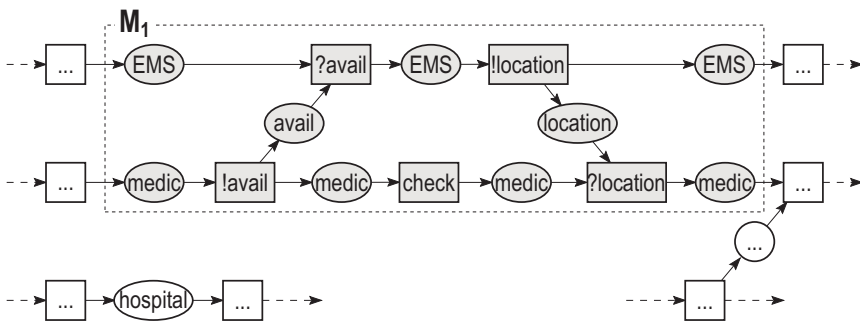 M1
... EMS ?avail EMS !location EMS ...
avail location
... medic !avail medic check medic ?location medic ...
...
... hospital ... ...